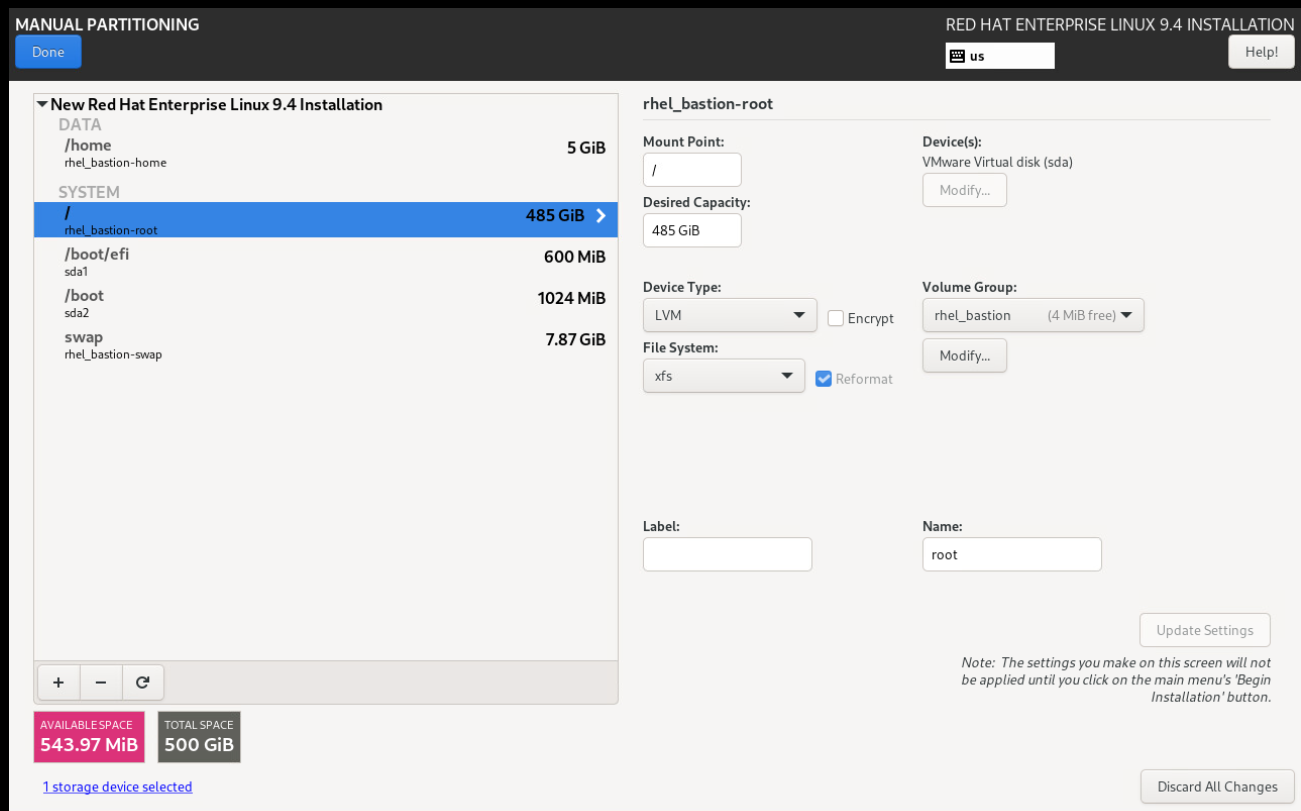 MANUAL PARTITIONING
RED HAT ENTERPRISE LINUX 9.4 INSTALLATION
Done
us
Help!
New Red Hat Enterprise Linux 9.4 Installation
DATA
/home
5 GiB
rhel_bastion-home
SYSTEM
/
485 GiB
rhel_bastion-root
/boot/efi
600 MiB
sda1
/boot
1024 MiB
sda2
swap
7.87 GiB
rhel_bastion-swap
+ −
AVAILABLE SPACE
543.97 MiB
TOTAL SPACE
500 GiB
1 storage device selected
rhel_bastion-root
Mount Point:
/
Device(s):
VMware Virtual disk (sda)
Modify...
Desired Capacity:
485 GiB
Device Type:
LVM
Encrypt
Volume Group:
rhel_bastion (4 MiB free)
Modify...
File System:
xfs
Reformat
Label:
Name:
root
Update Settings
Note: The settings you make on this screen will not
be applied until you click on the main menu's 'Begin
Installation' button.
Discard All Changes